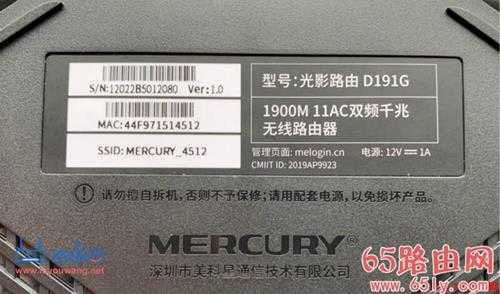 S/N:12022B5012080 Ver:1.0
MAC:44F971514512
SSID: MERCURY_4512
型号:光影路由 D191G
1900M 11AC双频千兆
无线路由器
管理页面: melogin.cn 电源: 12V⎓1A
CMIIT ID: 2019AP9923
请勿擅自拆机,否则不予保修;请用配套电源,以免损坏产品。
MERCURY®
深圳市美科星通信技术有限公司
65路由网
www.65ly.com